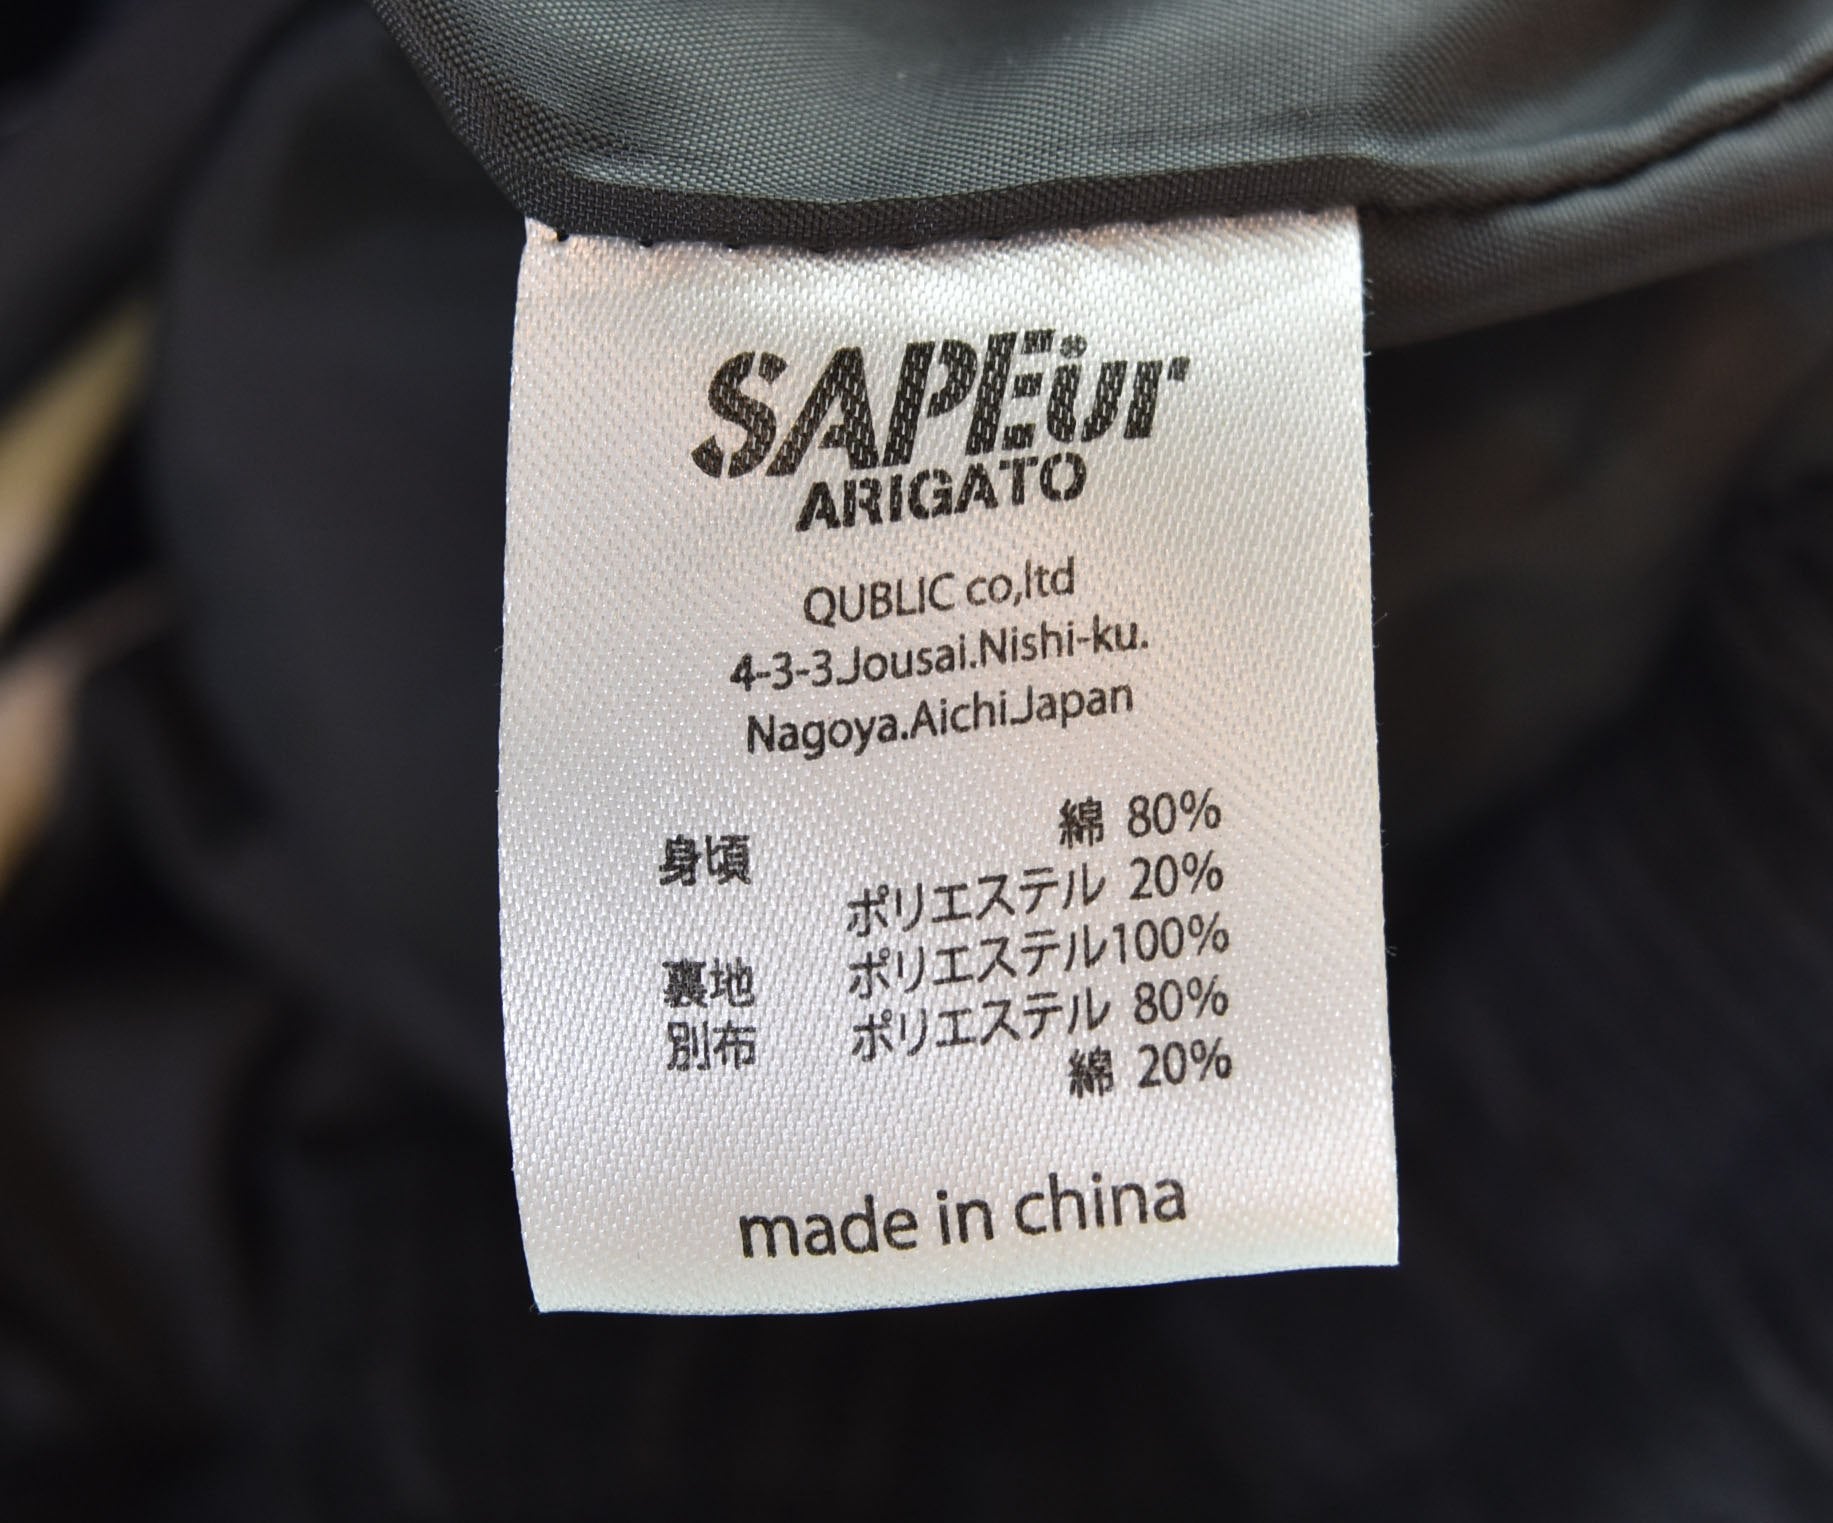 SAPEur®
ARIGATO
QUBLIC co,ltd
4-3-3.Jousai.Nishi-ku.
Nagoya.Aichi.Japan
身頃 綿 80%
ポリエステル 20%
裏地 ポリエステル100%
別布 ポリエステル 80%
綿 20%
made in china